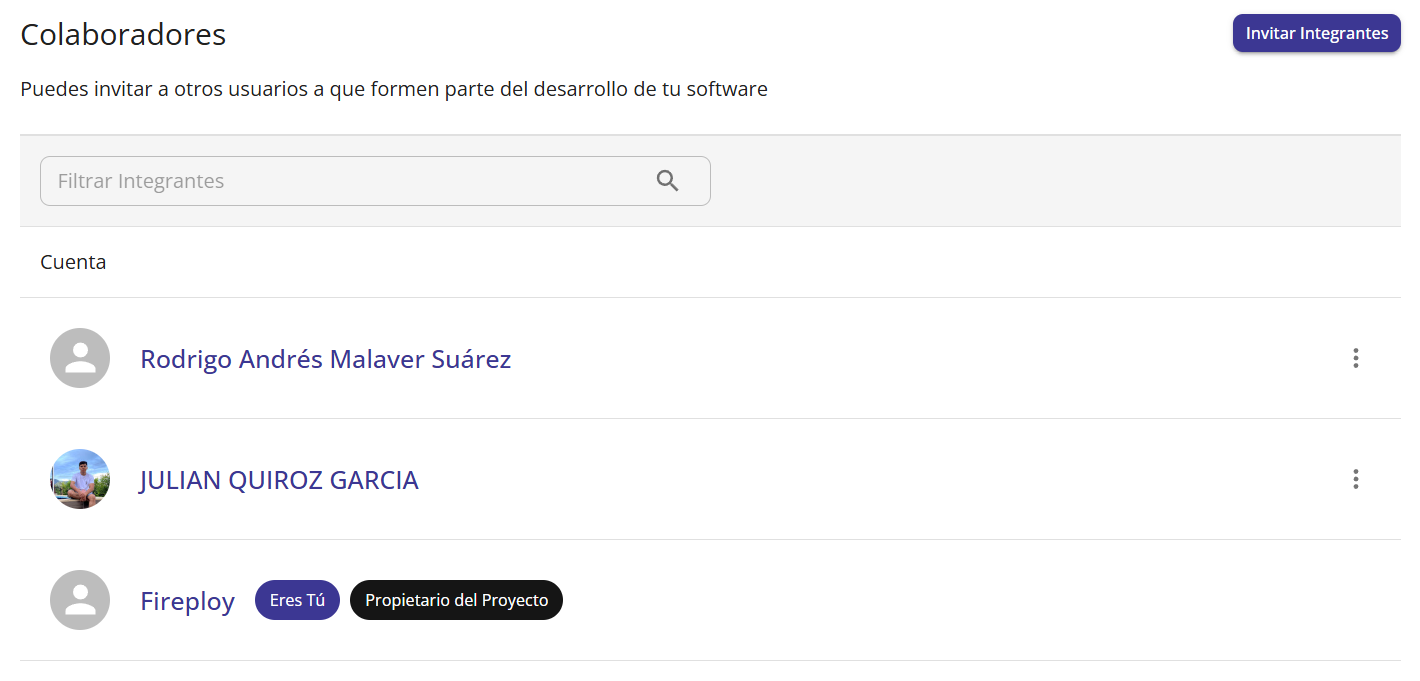 Colaboradores
Invitar Integrantes
Puedes invitar a otros usuarios a que formen parte del desarrollo de tu software
Filtrar Integrantes
Cuenta
Rodrigo Andrés Malaver Suárez
JULIAN QUIROZ GARCIA
Fireploy Eres Tú Propietario del Proyecto